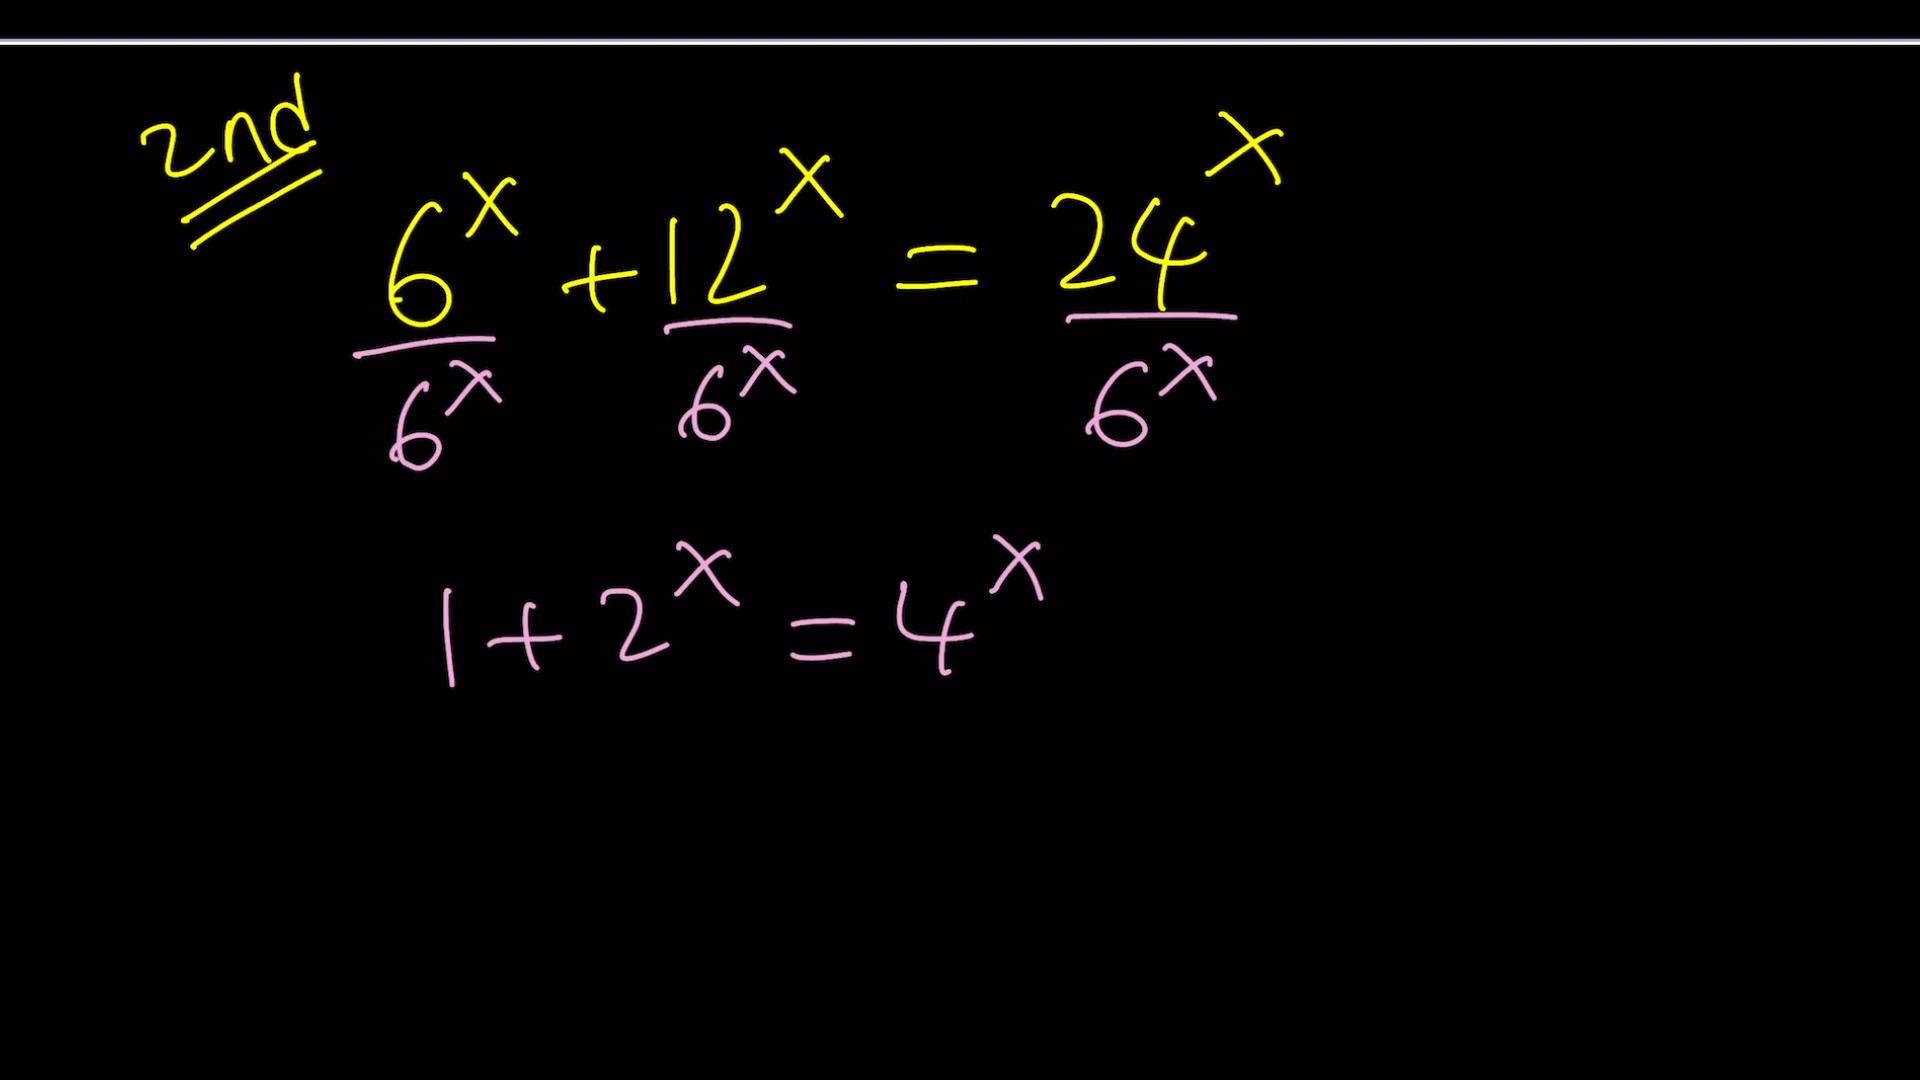 2nd
6^x + 12^x = 24^x
6^x 6^x 6^x
1 + 2^x = 4^x